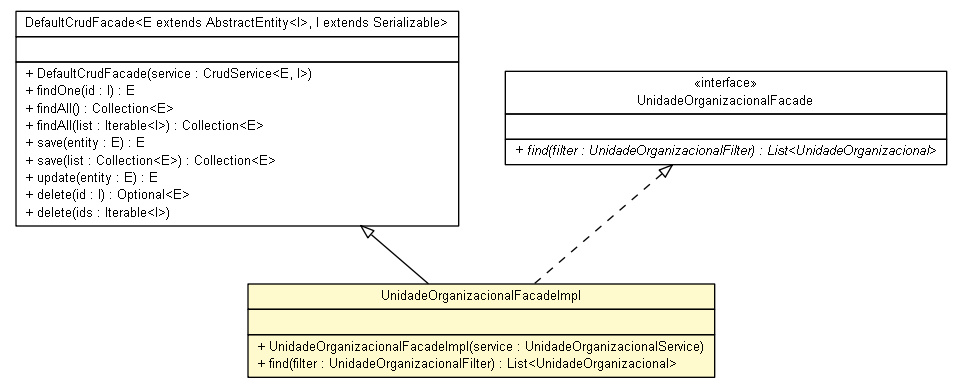 DefaultCrudFacade<E extends AbstractEntity<I>, I extends Serializable>
+ DefaultCrudFacade(service : CrudService<E, I>)
+ findOne(id : I) : E
+ findAll() : Collection<E>
+ findAll(list : Iterable<I>) : Collection<E>
+ save(entity : E) : E
+ save(list : Collection<E>) : Collection<E>
+ update(entity : E) : E
+ delete(id : I) : Optional<E>
+ delete(ids : Iterable<I>)
«interface»
UnidadeOrganizacionalFacade
+ find(filter : UnidadeOrganizacionalFilter) : List<UnidadeOrganizacional>
UnidadeOrganizacionalFacadeImpl
+ UnidadeOrganizacionalFacadeImpl(service : UnidadeOrganizacionalService)
+ find(filter : UnidadeOrganizacionalFilter) : List<UnidadeOrganizacional>